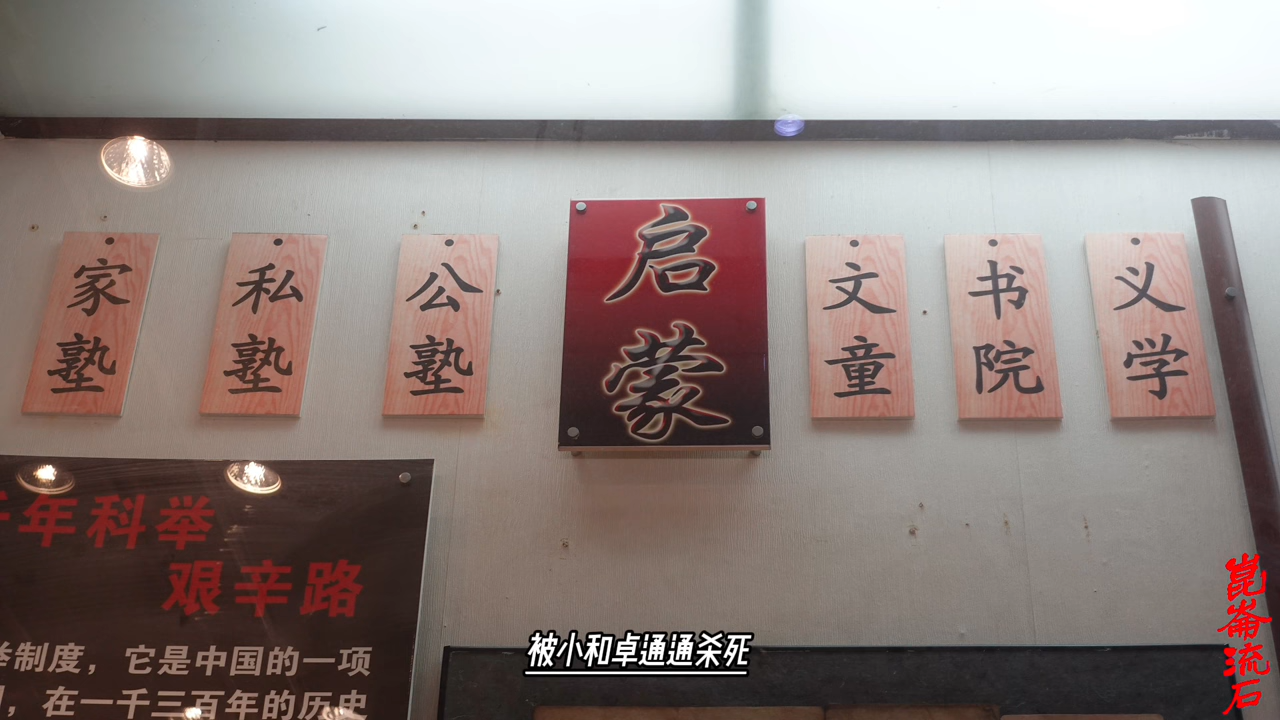 家塾
私塾
公塾
启蒙
文童
书院
义学
年科举
艰辛路
举制度，它是中国的一项
，在一千三百年的历史
被小和卓通通杀死
崑崙流石